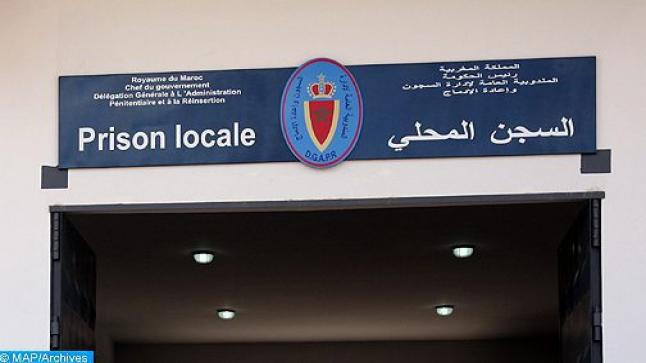 Royaume du Maroc
Chef du gouvernement
Délégation Générale à L'Administration
Pénitentiaire et à la Réinsertion
Prison locale
D.G.A.P.R
المملكة المغربية
رئيس الحكومة
المندوبية العامة لإدارة السجون
وإعادة الإدماج
السجن المحلي
© MAP/Archives